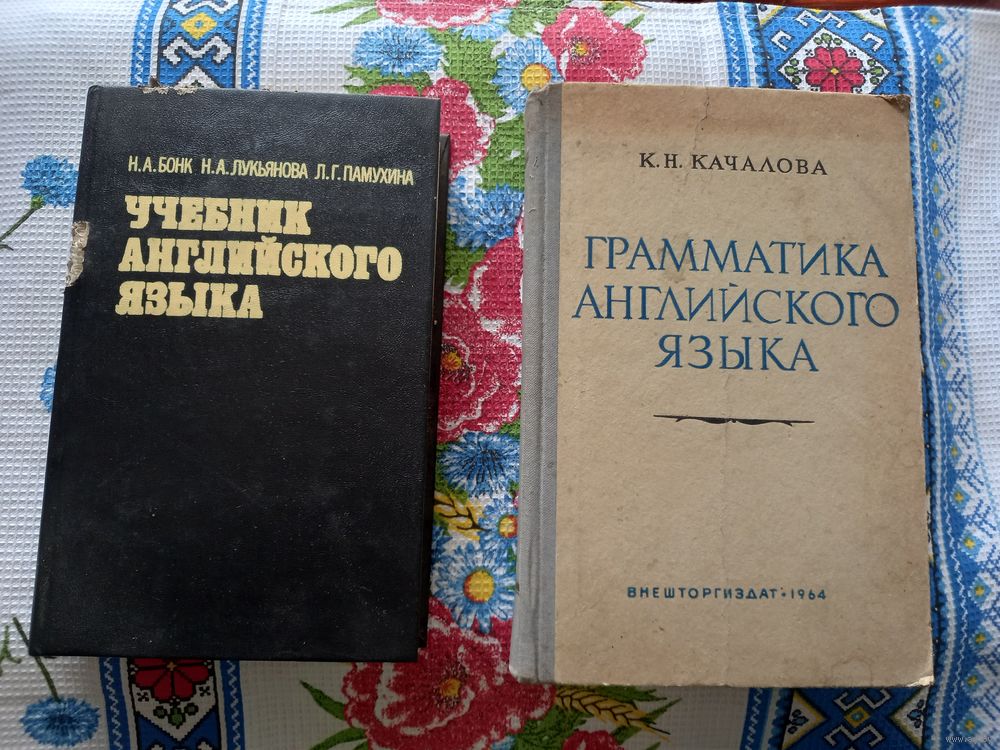 Н.А.БОНК Н.А.ЛУКЬЯНОВА Л.Г.ПАМУХИНА
УЧЕБНИК
АНГЛИЙСКОГО
ЯЗЫКА
К.Н.КАЧАЛОВА
ГРАММАТИКА
АНГЛИЙСКОГО
ЯЗЫКА
ВНЕШТОРГИЗДАТ·1964